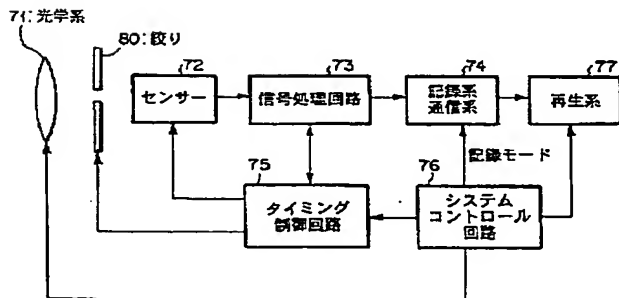 71:光学系
80:絞り
72
センサー
73
信号処理回路
74
記録系
通信系
77
再生系
記録モード
75
タイミング
制御回路
76
システム
コントロール
回路